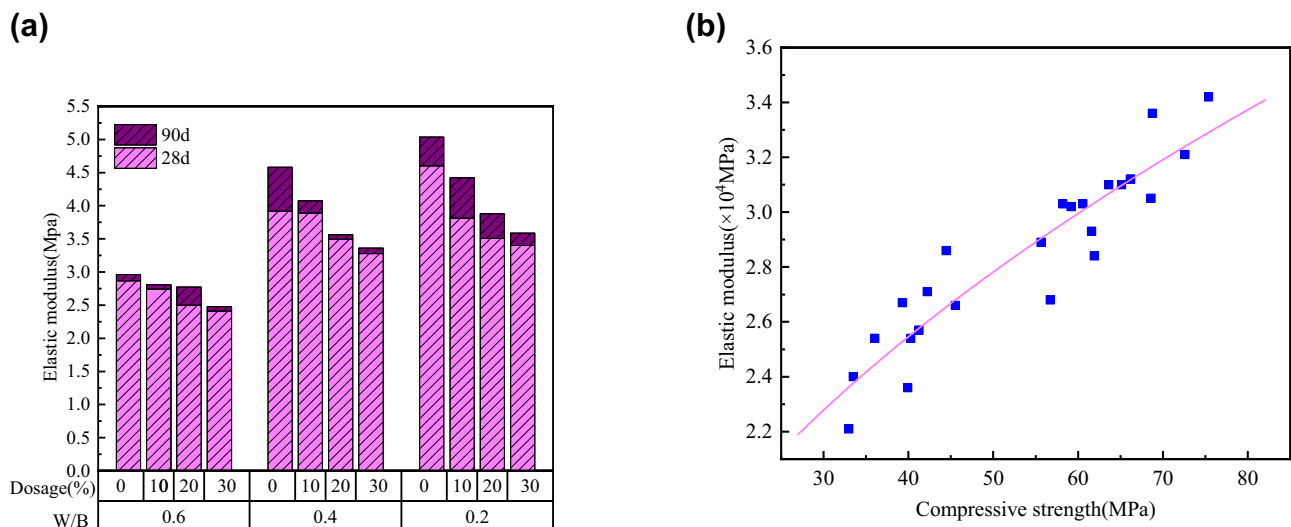 (a)
Elastic modulus(Mpa)
5.5
5.0
4.5
4.0
3.5
3.0
2.5
2.0
1.5
1.0
0.5
0.0
90d
28d
Dosage(%) 0 10 20 30 0 10 20 30 0 10 20 30
W/B 0.6 0.4 0.2
(b)
Elastic modulus(×10⁴MPa)
3.6
3.4
3.2
3.0
2.8
2.6
2.4
2.2
30 40 50 60 70 80
Compressive strength(MPa)